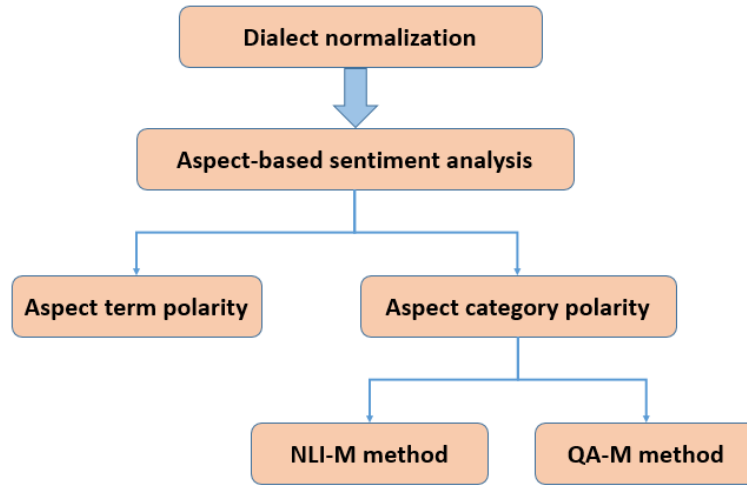 Dialect normalization
Aspect-based sentiment analysis
Aspect term polarity
Aspect category polarity
NLI-M method
QA-M method